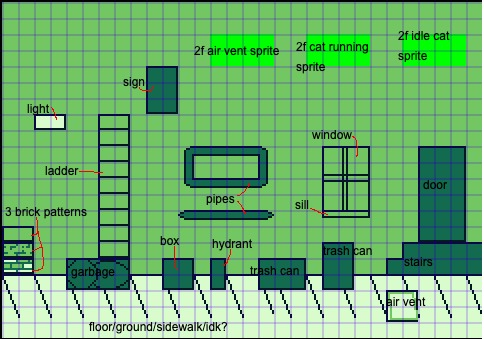 2f air vent sprite
2f cat running
sprite
2f idle cat
sprite
sign
light
window
ladder
door
pipes
sill
3 brick patterns
box
hydrant
trash can
garbage
trash can
stairs
air vent
floor/ground/sidewalk/idk?